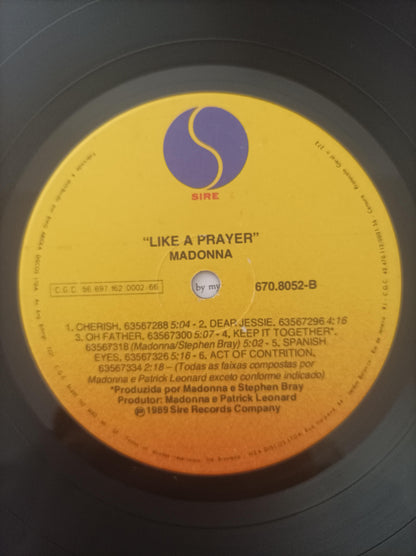 SIRE
"LIKE A PRAYER"
MADONNA
C.G.C. 56 697 162 0002-66
by my
670.8052-B
1. CHERISH, 63567288 5:04 - 2. DEAR JESSIE, 63567296 4:16
3. OH FATHER, 63567300 5:07 - 4. KEEP IT TOGETHER*,
63567318 (Madonna/Stephen Bray) 5:02 - 5. SPANISH
EYES, 63567326 5:16 - 6. ACT OF CONTRITION,
63567334 2:18 - (Todas as faixas compostas por
Madonna e Patrick Leonard exceto conforme indicado)
*Produzida por Madonna e Stephen Bray
Produtor: Madonna e Patrick Leonard
℗ 1989 Sire Records Company